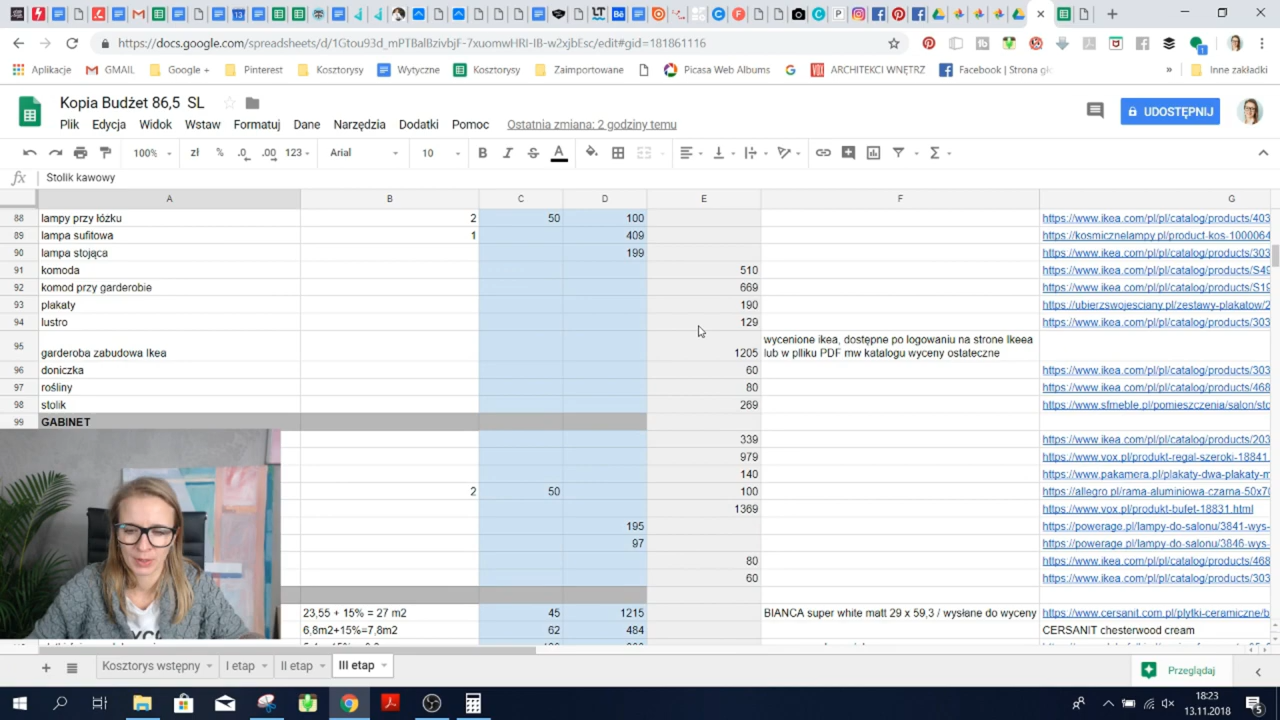 https://docs.google.com/spreadsheets/d/1Gtou93d_mPTBalBzivbjF-7xuomwHRI-IB-w2xjbEsc/edit#gid=181861116
Aplikacje GMAIL Google + Pinterest Kosztorysy Wytyczne Kosztorysy Zaimportowane Picasa Web Albums ARCHITEKCI WNĘTRZ Facebook | Strona » Inne zakładki
Kopia Budżet 86,5 SL
Plik Edycja Widok Wstaw Formatuj Dane Narzędzia Dodatki Pomoc Ostatnia zmiana: 2 godziny temu
UDOSTĘPNIJ
100% zł % .0 .00 123 Arial 10 B I S A Σ
fx Stolik kawowy
A B C D E F G
88 lampy przy łóżku 2 50 100 https://www.ikea.com/pl/pl/catalog/products/403
89 lampa sufitowa 1 409 https://kosmicznelampy.pl/product-kos-1000064
90 lampa stojąca 199 https://www.ikea.com/pl/pl/catalog/products/303
91 komoda 510 https://www.ikea.com/pl/pl/catalog/products/S49
92 komod przy garderobie 669 https://www.ikea.com/pl/pl/catalog/products/S19
93 plakaty 190 https://ubierzswojesciany.pl/zestawy-plakatow/2
94 lustro 129 https://www.ikea.com/pl/pl/catalog/products/303
wycenione ikea, dostępne po logowaniu na strone Ikeea
95 garderoba zabudowa Ikea 1205 lub w plliku PDF mw katalogu wyceny ostateczne
96 doniczka 60 https://www.ikea.com/pl/pl/catalog/products/303
97 rośliny 80 https://www.ikea.com/pl/pl/catalog/products/468
98 stolik 269 https://www.sfmeble.pl/pomieszczenia/salon/sto
99 GABINET
339 https://www.ikea.com/pl/pl/catalog/products/203
979 https://www.vox.pl/produkt-regal-szeroki-18841.
140 https://www.pakamera.pl/plakaty-dwa-plakaty-m
2 50 100 https://allegro.pl/rama-aluminiowa-czarna-50x70
1369 https://www.vox.pl/produkt-bufet-18831.html
195 https://powerage.pl/lampy-do-salonu/3841-wys-
97 https://powerage.pl/lampy-do-salonu/3846-wys-
80 https://www.ikea.com/pl/pl/catalog/products/468
60 https://www.ikea.com/pl/pl/catalog/products/303
23,55 + 15% = 27 m2 45 1215 BIANCA super white matt 29 x 59,3 / wysłane do wyceny https://www.cersanit.com.pl/plytki-ceramiczne/b
6,8m2+15%=7,8m2 62 484 CERSANIT chesterwood cream
Kosztorys wstępny I etap II etap III etap Przeglądaj
18:23
13.11.2018
5